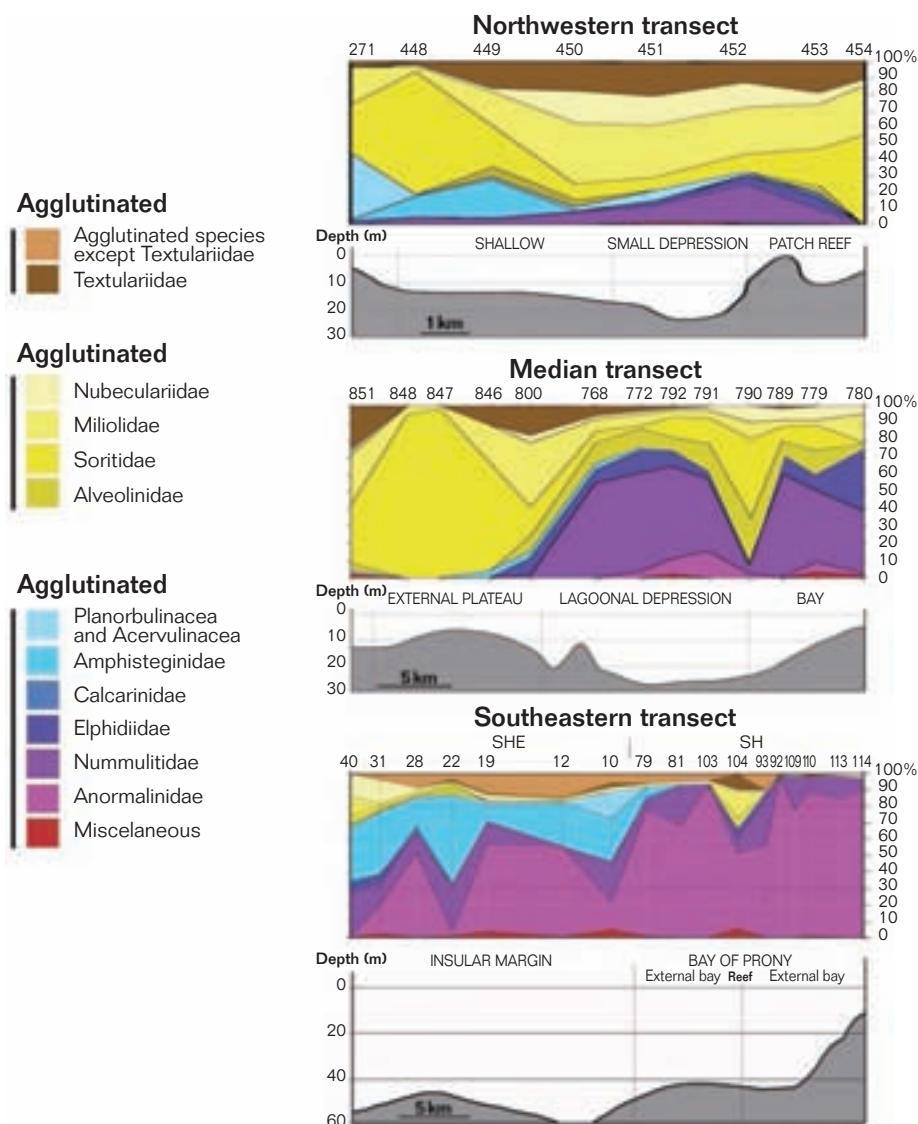 Northwestern transect
271 448 449 450 451 452 453 454
100%
90
80
70
60
50
40
30
20
10
0
Depth (m)
SHALLOW SMALL DEPRESSION PATCH REEF
0
10
20
30
1 km
Agglutinated
Agglutinated species
except Textulariidae
Textulariidae
Agglutinated
Nubeculariidae
Miliolidae
Soritidae
Alveolinidae
Agglutinated
Planorbulinacea
and Acervulinacea
Amphisteginidae
Calcarinidae
Elphidiidae
Nummulitidae
Anormalinidae
Miscelaneous
Median transect
851 848 847 846 800 768 772 792 791 790 789 779 780
100%
90
80
70
60
50
40
30
20
10
0
Depth (m)
EXTERNAL PLATEAU LAGOONAL DEPRESSION BAY
0
10
20
30
5 km
Southeastern transect
SHE SH
40 31 28 22 19 12 10 79 81 103 104 93 92 109 110 113 114
100%
90
80
70
60
50
40
30
20
10
0
Depth (m)
INSULAR MARGIN BAY OF PRONY
External bay Reef External bay
0
20
40
60
5 km